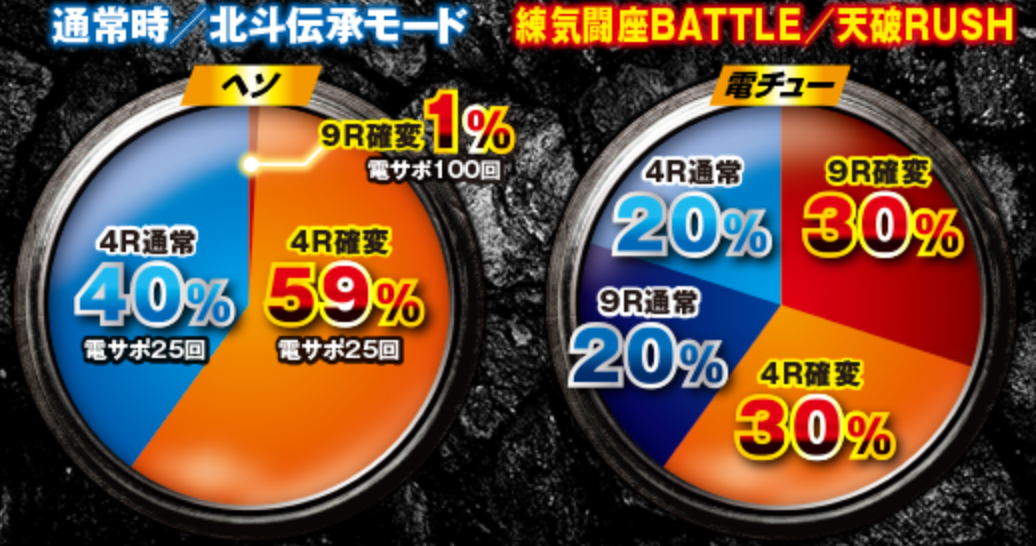 通常時/北斗伝承モード
ヘソ
9R確変1%
電サポ100回
4R通常
40%
電サポ25回
4R確変
59%
電サポ25回
練気闘座BATTLE/天破RUSH
電チュー
4R通常
20%
9R確変
30%
9R通常
20%
4R確変
30%